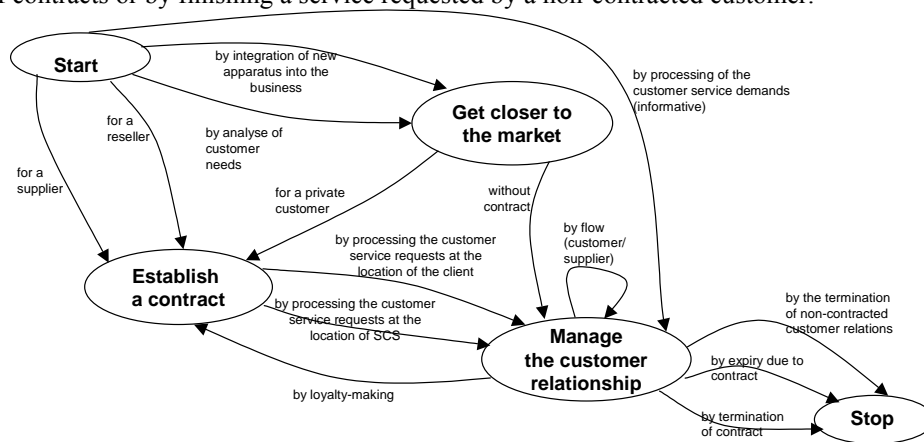 contracts or by finishing a service requested by a non-contracted customer.
Start
by integration of new
apparatus into the
business
by processing of the
customer service demands
(informative)
Get closer to
the market
for a
reseller
by analyse of
customer
needs
for a
supplier
for a private
customer
without
contract
by flow
(customer/
supplier)
by processing the customer
service requests at the
location of the client
Establish
a contract
by processing the customer
service requests at the
location of SCS
by the termination
of non-contracted
customer relations
Manage
the customer
relationship
by expiry due to
contract
by loyalty-making
by termination
of contract
Stop